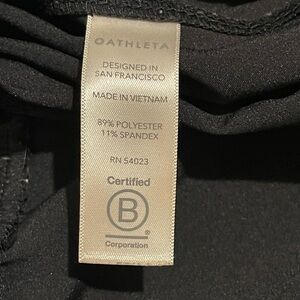 OATHLETA
DESIGNED IN
SAN FRANCISCO
MADE IN VIETNAM
89% POLYESTER
11% SPANDEX
RN 54023
Certified
B
Corporation